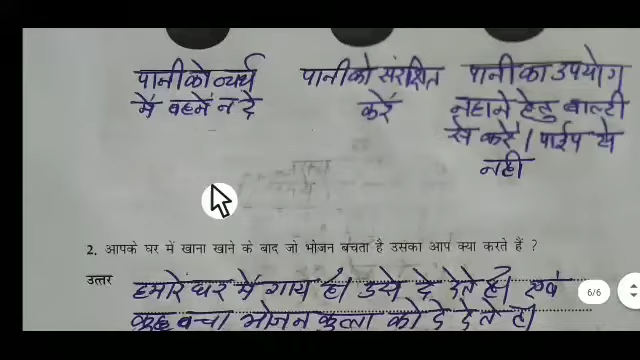 पानी को व्यर्थ
में बहने न दे
पानी को संरक्षित
करें
पानी का उपयोग
नहाने हेतु बाल्टी
से करें। पाईप से
नही
2. आपके घर में खाना खाने के बाद जो भोजन बचता है उसका आप क्या करते हैं ?
उत्तर
हमारे घर में गाय है। उसे दे देते है। एवं
6/6
कुछ बचा भोजन कुत्ता को दे देते है।